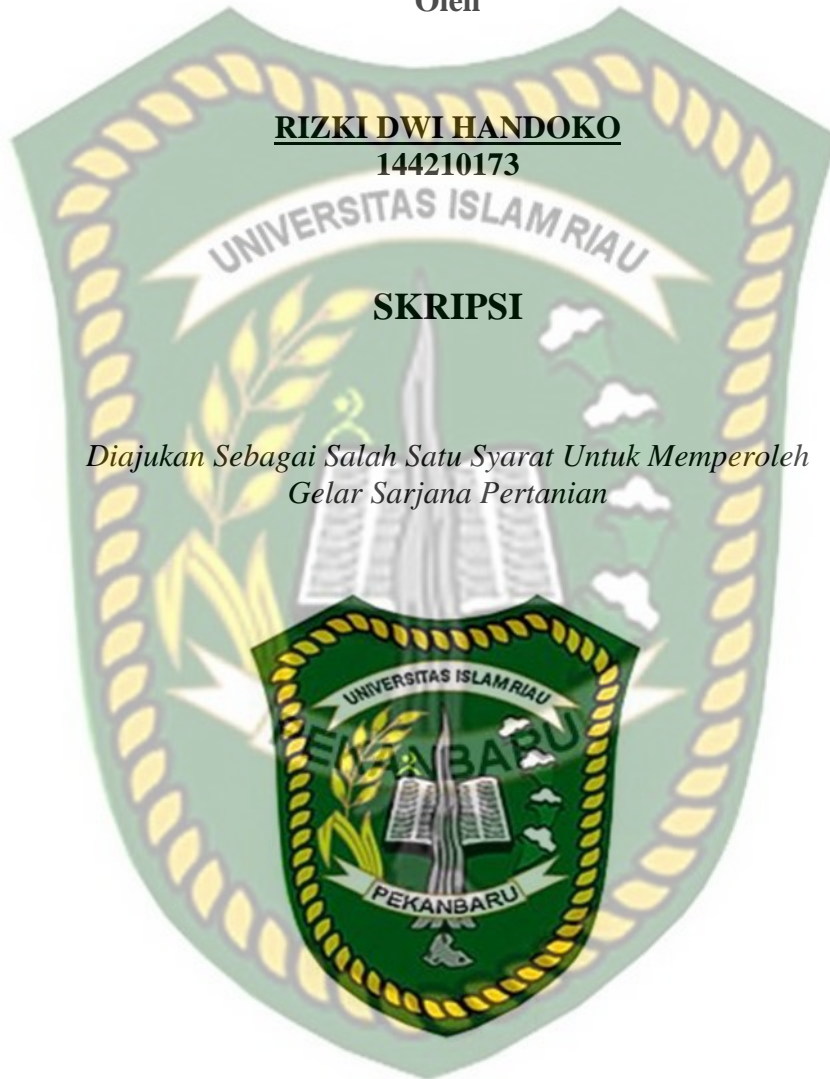 Oleh
RIZKI DWI HANDOKO
144210173
UNIVERSITAS ISLAM RIAU
SKRIPSI
Diajukan Sebagai Salah Satu Syarat Untuk Memperoleh
Gelar Sarjana Pertanian
UNIVERSITAS ISLAM RIAU
PEKANBARU
PEKANBARU